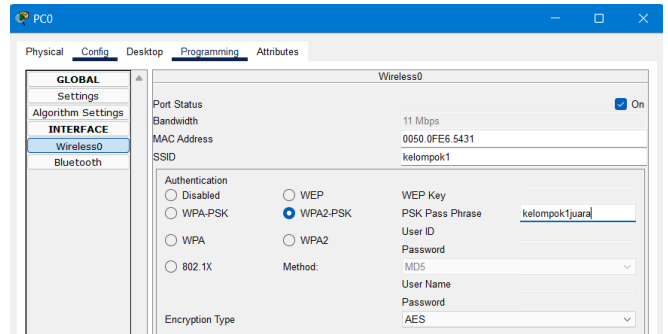 PC0
Physical Config Desktop Programming Attributes
GLOBAL
Settings
Algorithm Settings
INTERFACE
Wireless0
Bluetooth
Wireless0
Port Status On
Bandwidth 11 Mbps
MAC Address 0050.0FE6.5431
SSID kelompok1
Authentication
Disabled WEP WEP Key
WPA-PSK WPA2-PSK PSK Pass Phrase kelompok1juara
User ID
WPA WPA2
Password
802.1X Method: MD5
User Name
Password
Encryption Type AES